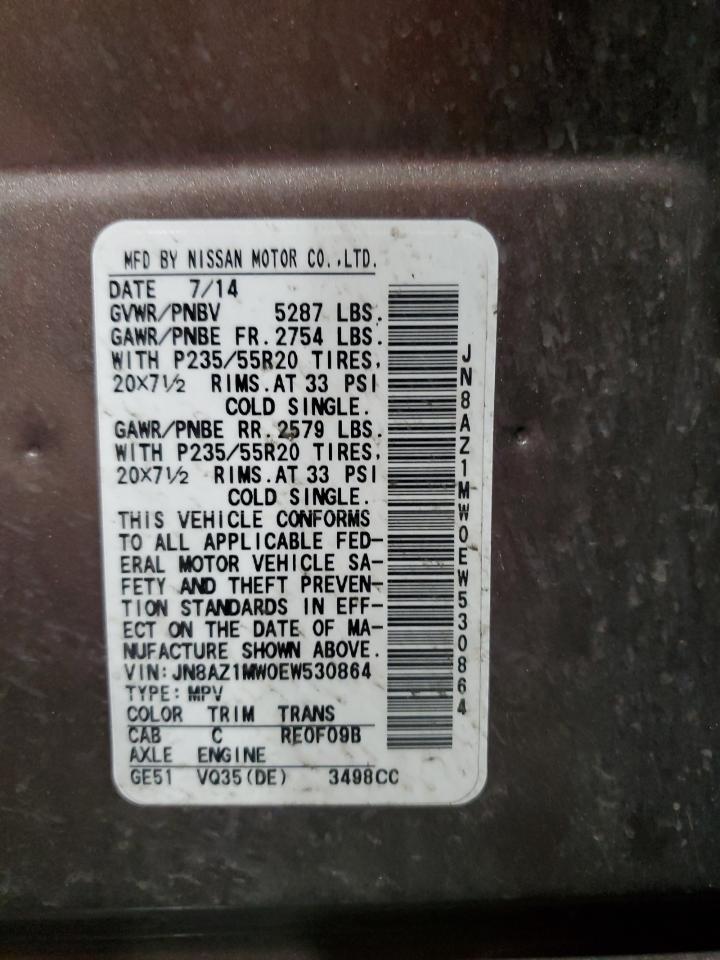 MFD BY NISSAN MOTOR CO.,LTD.
DATE 7/14
GVWR/PNBV 5287 LBS.
GAWR/PNBE FR. 2754 LBS.
WITH P235/55R20 TIRES,
20X7½ RIMS. AT 33 PSI
COLD SINGLE.
GAWR/PNBE RR. 2579 LBS.
WITH P235/55R20 TIRES,
20X7½ RIMS. AT 33 PSI
COLD SINGLE.
THIS VEHICLE CONFORMS
TO ALL APPLICABLE FED-
ERAL MOTOR VEHICLE SA-
FETY AND THEFT PREVEN-
TION STANDARDS IN EFF-
ECT ON THE DATE OF MA-
NUFACTURE SHOWN ABOVE.
VIN: JN8AZ1MW0EW530864
TYPE: MPV
COLOR TRIM TRANS
CAB C RE0F09B
AXLE ENGINE
GE51 VQ35(DE) 3498CC
JN8AZ1MW0EW530864